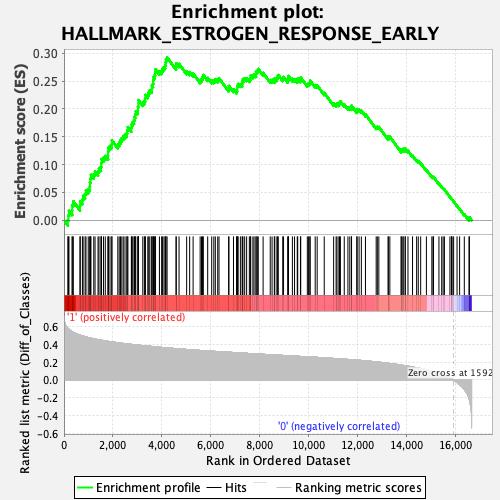 Enrichment plot:
HALLMARK_ESTROGEN_RESPONSE_EARLY
Enrichment score (ES)
0.30
0.25
0.20
0.15
0.10
0.05
0.00
Ranked list metric (Diff_of_Classes)
'1' (positively correlated)
0.6
0.4
0.2
0.0
-0.2
-0.4
-0.6
Zero cross at 1592
'0' (negatively correlated)
0 2,000 4,000 6,000 8,000 10,000 12,000 14,000 16,000
Rank in Ordered Dataset
Enrichment profile Hits Ranking metric scores